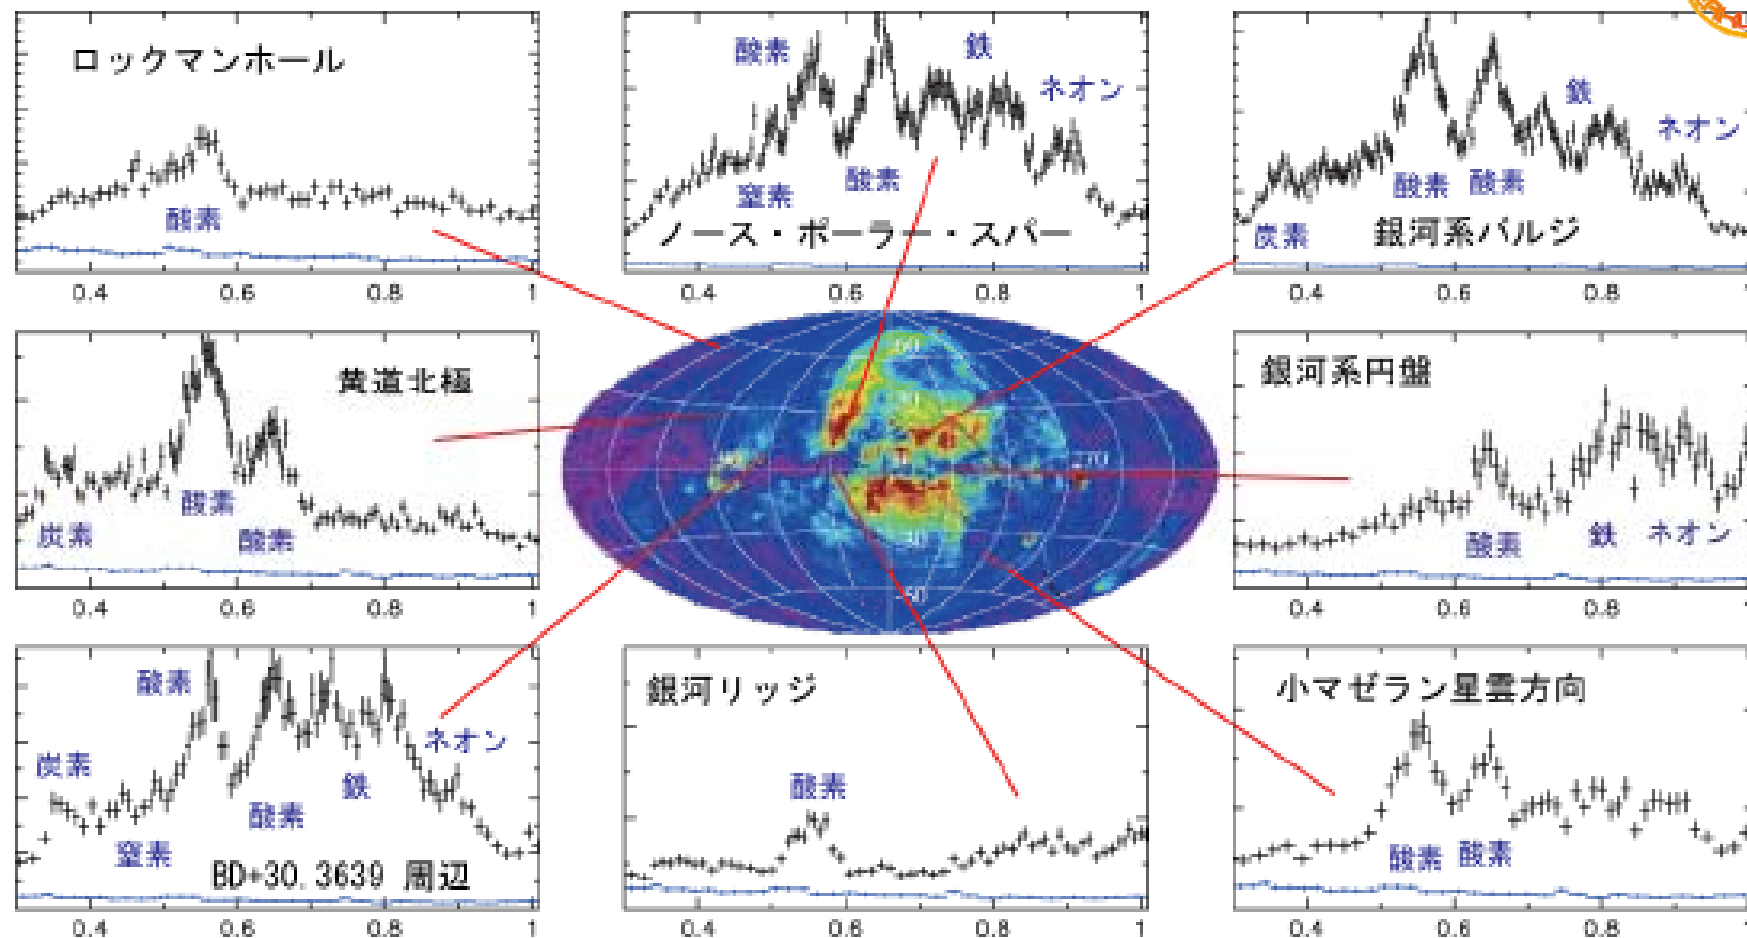 ロックマンホール
酸素
0.4 0.6 0.8 1
酸素
鉄
ネオン
窒素
酸素
ノース・ポーラー・スパー
0.4 0.6 0.8 1
鉄
ネオン
酸素 酸素
炭素
銀河系バルジ
0.4 0.6 0.8
黄道北極
炭素
酸素
酸素
0.4 0.6 0.8 1
60
30
270
銀河系円盤
酸素
鉄 ネオン
0.4 0.6 0.8
酸素
炭素
窒素
酸素
鉄
ネオン
BD+30.3639 周辺
0.4 0.6 0.8 1
銀河リッジ
酸素
0.4 0.6 0.8 1
小マゼラン星雲方向
酸素 酸素
0.4 0.6 0.8